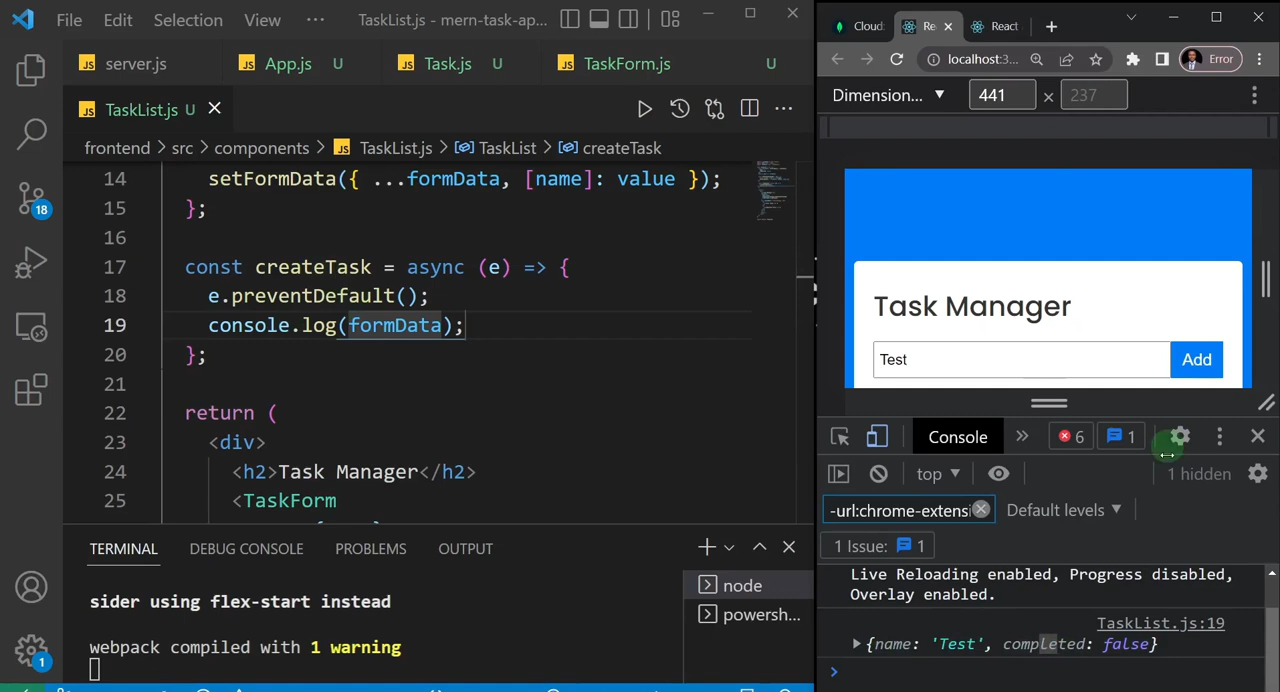 File Edit Selection View ··· TaskList.js - mern-task-ap...
server.js App.js U Task.js U TaskForm.js U
TaskList.js U
frontend > src > components > TaskList.js > TaskList > createTask
14 setFormData({ ...formData, [name]: value });
15 };
16
17 const createTask = async (e) => {
18 e.preventDefault();
19 console.log(formData);
20 };
21
22 return (
23 <div>
24 <h2>Task Manager</h2>
25 <TaskForm
18
1
TERMINAL DEBUG CONSOLE PROBLEMS OUTPUT
sider using flex-start instead
webpack compiled with 1 warning
node
powersh...
Cloud: Re React
localhost:3... Error
Dimension... 441 × 237
Task Manager
Test Add
Console 6 1
top 1 hidden
-url:chrome-extensi Default levels
1 Issue: 1
Live Reloading enabled, Progress disabled,
Overlay enabled.
TaskList.js:19
{name: 'Test', completed: false}